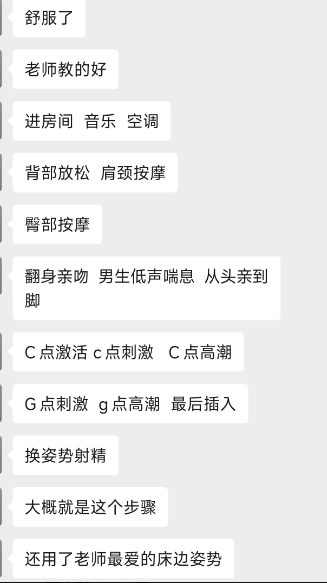 舒服了
老师教的好
进房间 音乐 空调
背部放松 肩颈按摩
臀部按摩
翻身亲吻 男生低声喘息 从头亲到
脚
C点激活 c点刺激 C点高潮
G点刺激 g点高潮 最后插入
换姿势射精
大概就是这个步骤
还用了老师最爱的床边姿势